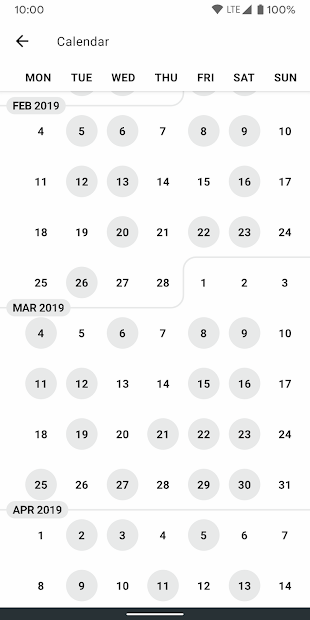 10:00 LTE 100%
Calendar
MON TUE WED THU FRI SAT SUN
FEB 2019
4 5 6 7 8 9 10
11 12 13 14 15 16 17
18 19 20 21 22 23 24
25 26 27 28 1 2 3
MAR 2019
4 5 6 7 8 9 10
11 12 13 14 15 16 17
18 19 20 21 22 23 24
25 26 27 28 29 30 31
APR 2019
1 2 3 4 5 6 7
8 9 10 11 12 13 14